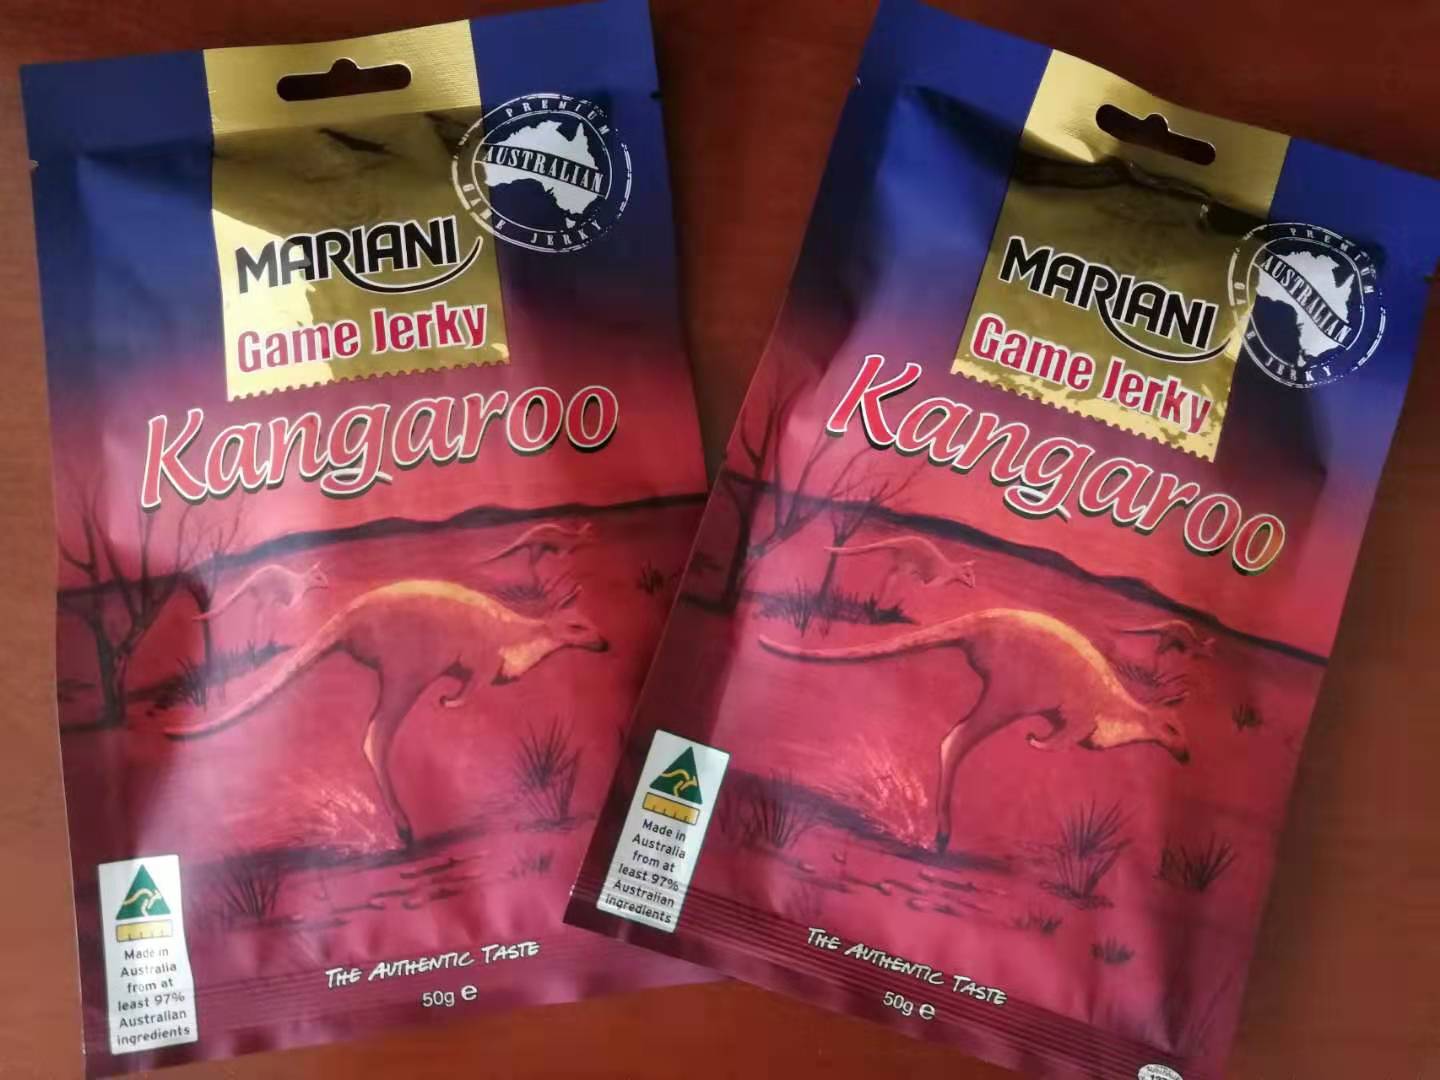 PREMIUM
AUSTRALIAN
GAME JERKY
MARIANI
Game Jerky
Kangaroo
Made in
Australia
from at
least 97%
Australian
ingredients
THE AUTHENTIC TASTE
50g e
PREMIUM
AUSTRALIAN
JERKY
MARIANI
Game Jerky
Kangaroo
Made in
Australia
from at
least 97%
Australian
ingredients
THE AUTHENTIC TASTE
50g e